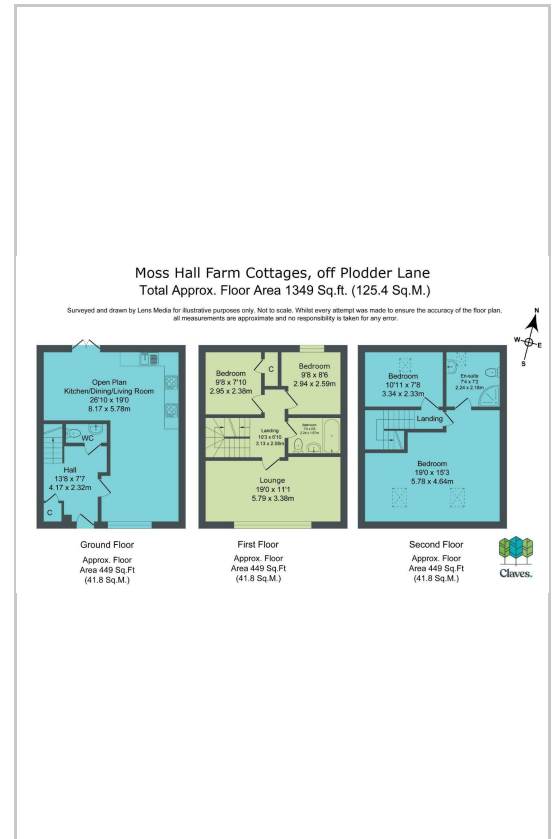 Moss Hall Farm Cottages, off Plodder Lane
Total Approx. Floor Area 1349 Sq.ft. (125.4 Sq.M.)
Surveyed and drawn by Lens Media for illustrative purposes only. Not to scale. Whilst every attempt was made to ensure the accuracy of the floor plan,
all measurements are approximate and no responsibility is taken for any error.
N
W
E
S
Open Plan
Kitchen/Dining/Living Room
26'10 x 19'0
8.17 x 5.78m
WC
Hall
13'8 x 7'7
4.17 x 2.32m
C
Ground Floor
Approx. Floor
Area 449 Sq.Ft
(41.8 Sq.M.)
Bedroom
9'8 x 7'10
2.95 x 2.38m
C
Bedroom
9'8 x 8'6
2.94 x 2.59m
Landing
10'3 x 6'10
3.13 x 2.09m
Bathroom
Lounge
19'0 x 11'1
5.79 x 3.38m
First Floor
Approx. Floor
Area 449 Sq.Ft
(41.8 Sq.M.)
Bedroom
10'11 x 7'8
3.34 x 2.33m
En-suite
7'4 x 7'2
2.24 x 2.18m
Landing
Bedroom
19'0 x 15'3
5.78 x 4.64m
Second Floor
Approx. Floor
Area 449 Sq.Ft
(41.8 Sq.M.)
Claves.